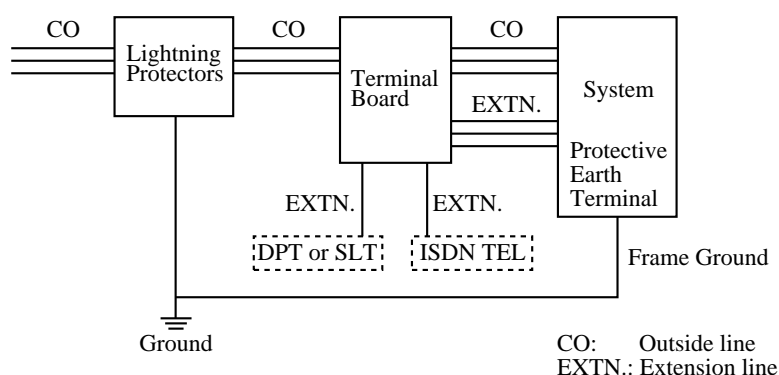 CO
CO
CO
Lightning
Protectors
Terminal
Board
System
EXTN.
Protective
Earth
Terminal
EXTN.
EXTN.
DPT or SLT
ISDN TEL
Frame Ground
Ground
CO: Outside line
EXTN.: Extension line